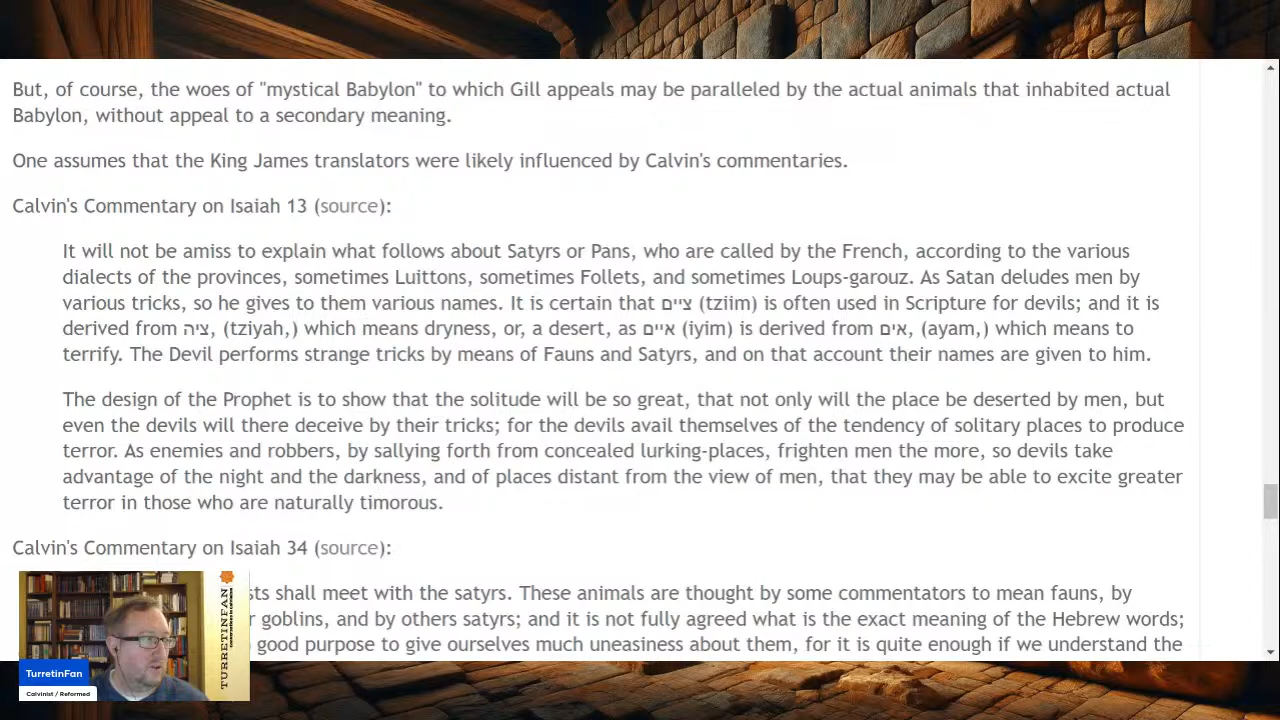 But, of course, the woes of "mystical Babylon" to which Gill appeals may be paralleled by the actual animals that inhabited actual
Babylon, without appeal to a secondary meaning.
One assumes that the King James translators were likely influenced by Calvin's commentaries.
Calvin's Commentary on Isaiah 13 (source):
It will not be amiss to explain what follows about Satyrs or Pans, who are called by the French, according to the various
dialects of the provinces, sometimes Luittons, sometimes Follets, and sometimes Loups-garouz. As Satan deludes men by
various tricks, so he gives to them various names. It is certain that ציים (tziim) is often used in Scripture for devils; and it is
derived from ציה, (tziyah,) which means dryness, or, a desert, as איים (iyim) is derived from אים, (ayam,) which means to
terrify. The Devil performs strange tricks by means of Fauns and Satyrs, and on that account their names are given to him.
The design of the Prophet is to show that the solitude will be so great, that not only will the place be deserted by men, but
even the devils will there deceive by their tricks; for the devils avail themselves of the tendency of solitary places to produce
terror. As enemies and robbers, by sallying forth from concealed lurking-places, frighten men the more, so devils take
advantage of the night and the darkness, and of places distant from the view of men, that they may be able to excite greater
terror in those who are naturally timorous.
Calvin's Commentary on Isaiah 34 (source):
sts shall meet with the satyrs. These animals are thought by some commentators to mean fauns, by
goblins, and by others satyrs; and it is not fully agreed what is the exact meaning of the Hebrew words;
good purpose to give ourselves much uneasiness about them, for it is quite enough if we understand the
TURRETINFAN
TurretinFan
Calvinist / Reformed